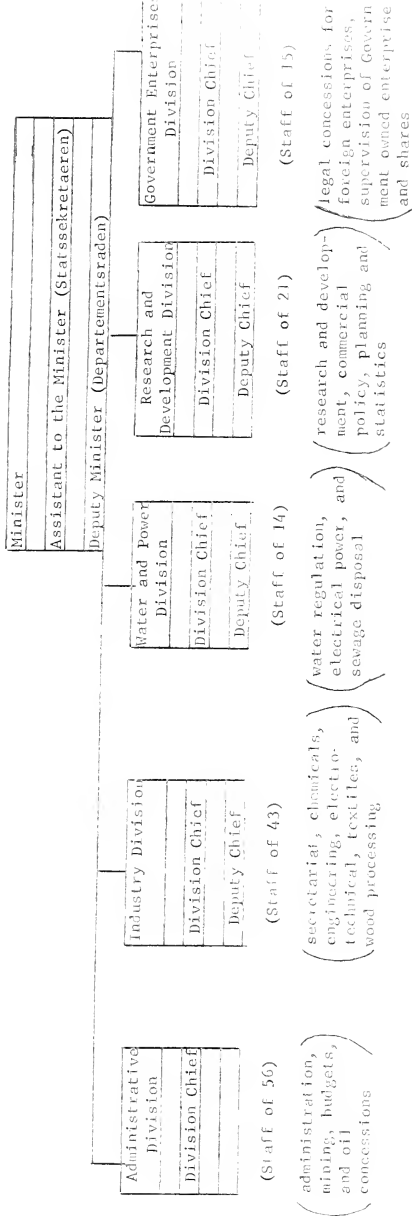 Minister
Assistant to the Minister (Statssekretaeren)
Deputy Minister (Departementsraden)
Administrative
Division
Division Chief
(Staff of 56)
(administration,
mining, budgets,
and oil
concessions)
Industry Division
Division Chief
Deputy Chief
(Staff of 43)
(secretariat, chemicals,
engineering, electro-
technical, textiles, and
wood processing)
Water and Power
Division
Division Chief
Deputy Chief
(Staff of 14)
(water regulation,
electrical power, and
sewage disposal)
Research and
Development Division
Division Chief
Deputy Chief
(Staff of 21)
(research and develop-
ment, commercial
policy, planning and
statistics)
Government Enterprises
Division
Division Chief
Deputy Chief
(Staff of 15)
(legal concessions for
foreign enterprises,
supervision of Govern
ment owned enterprise
and shares